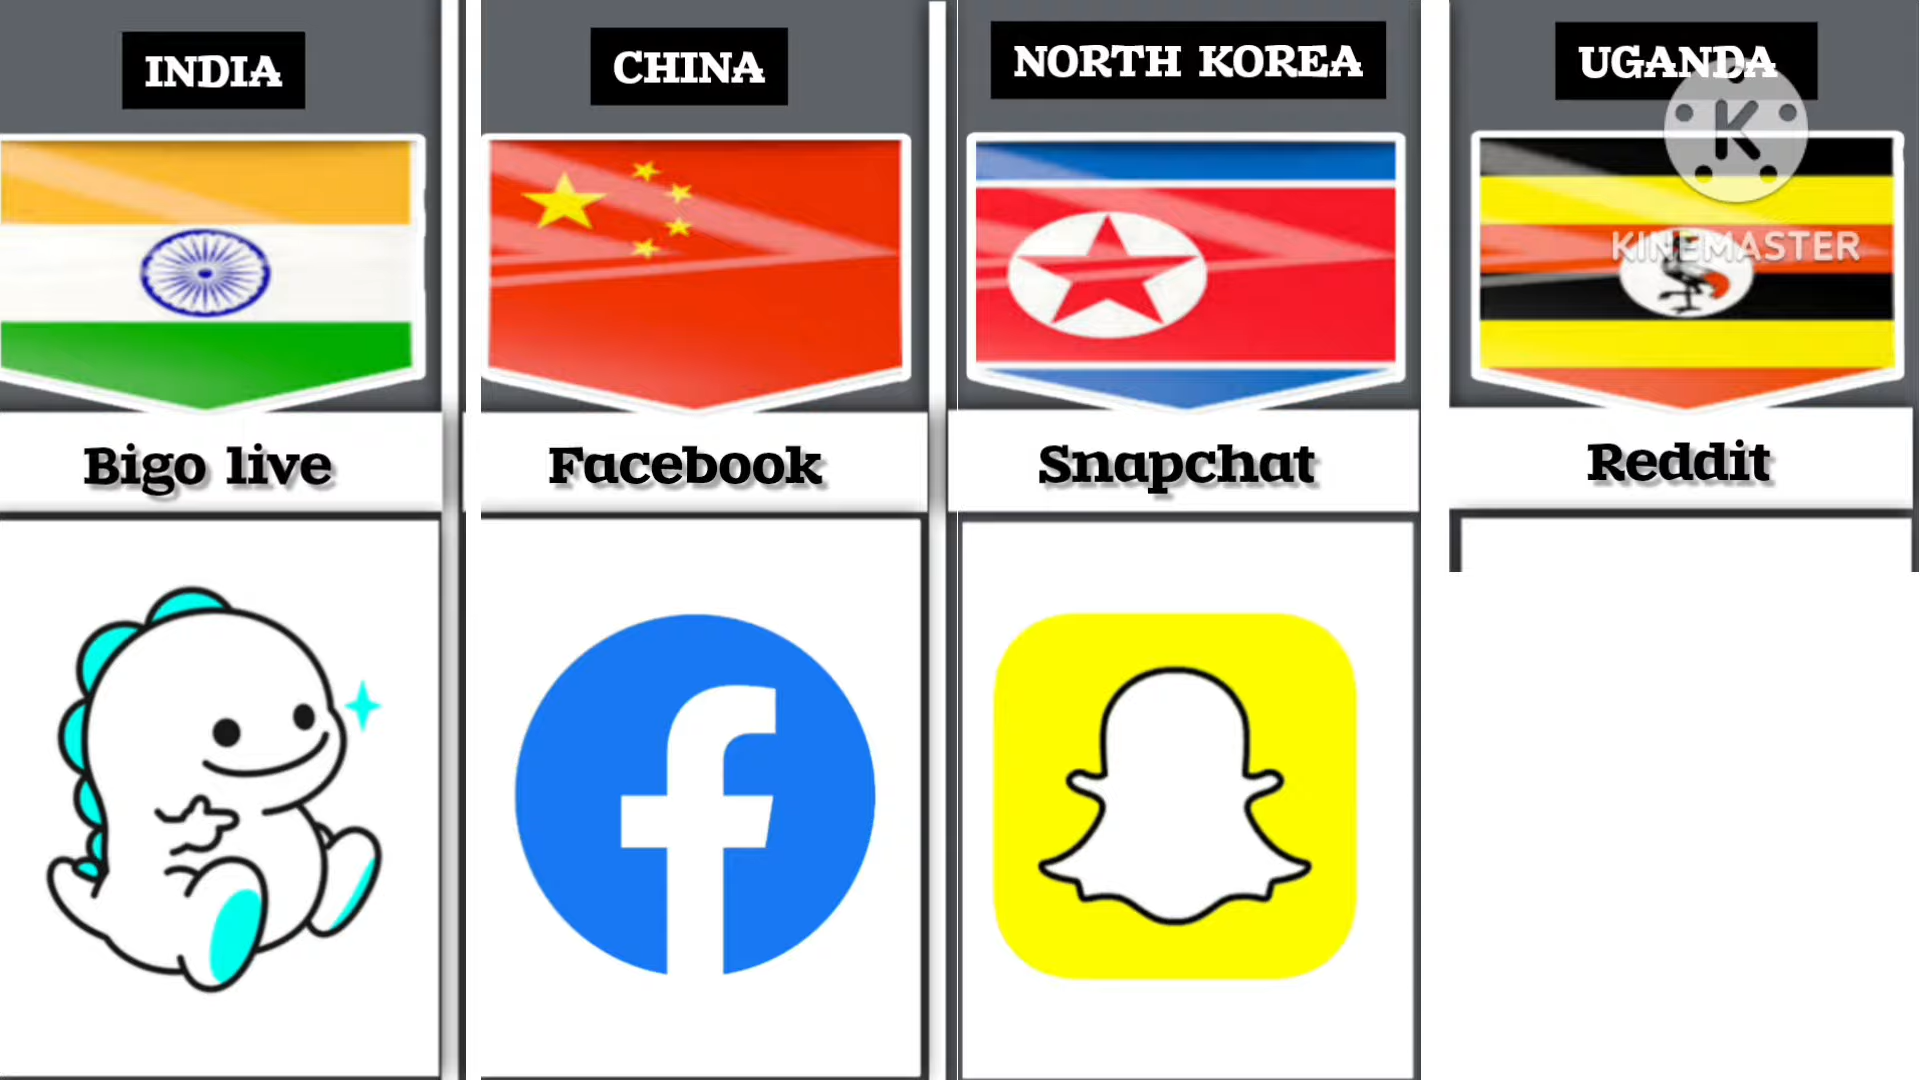 INDIA
CHINA
NORTH KOREA
UGANDA
KINEMASTER
Bigo live
Facebook
Snapchat
Reddit